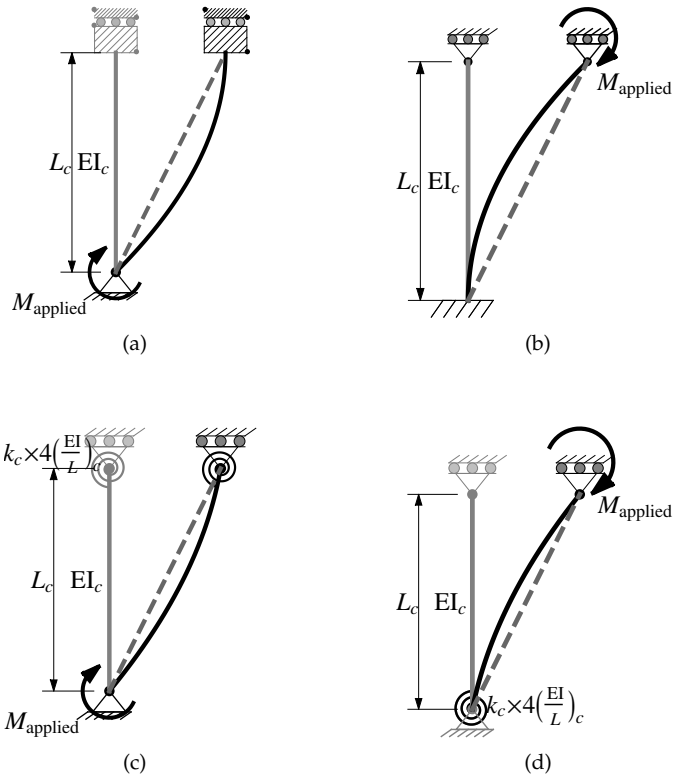 L_c EI_c
M_applied
(a)
L_c EI_c
M_applied
(b)
k_c×4(EI/L)_c
L_c EI_c
M_applied
(c)
M_applied
L_c EI_c
k_c×4(EI/L)_c
(d)